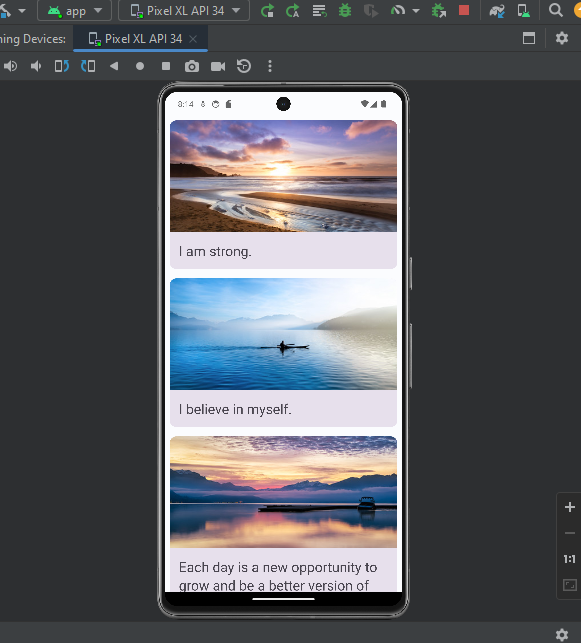 app
Pixel XL API 34
ning Devices:
Pixel XL API 34
8:14
I am strong.
I believe in myself.
Each day is a new opportunity to
grow and be a better version of
1:1